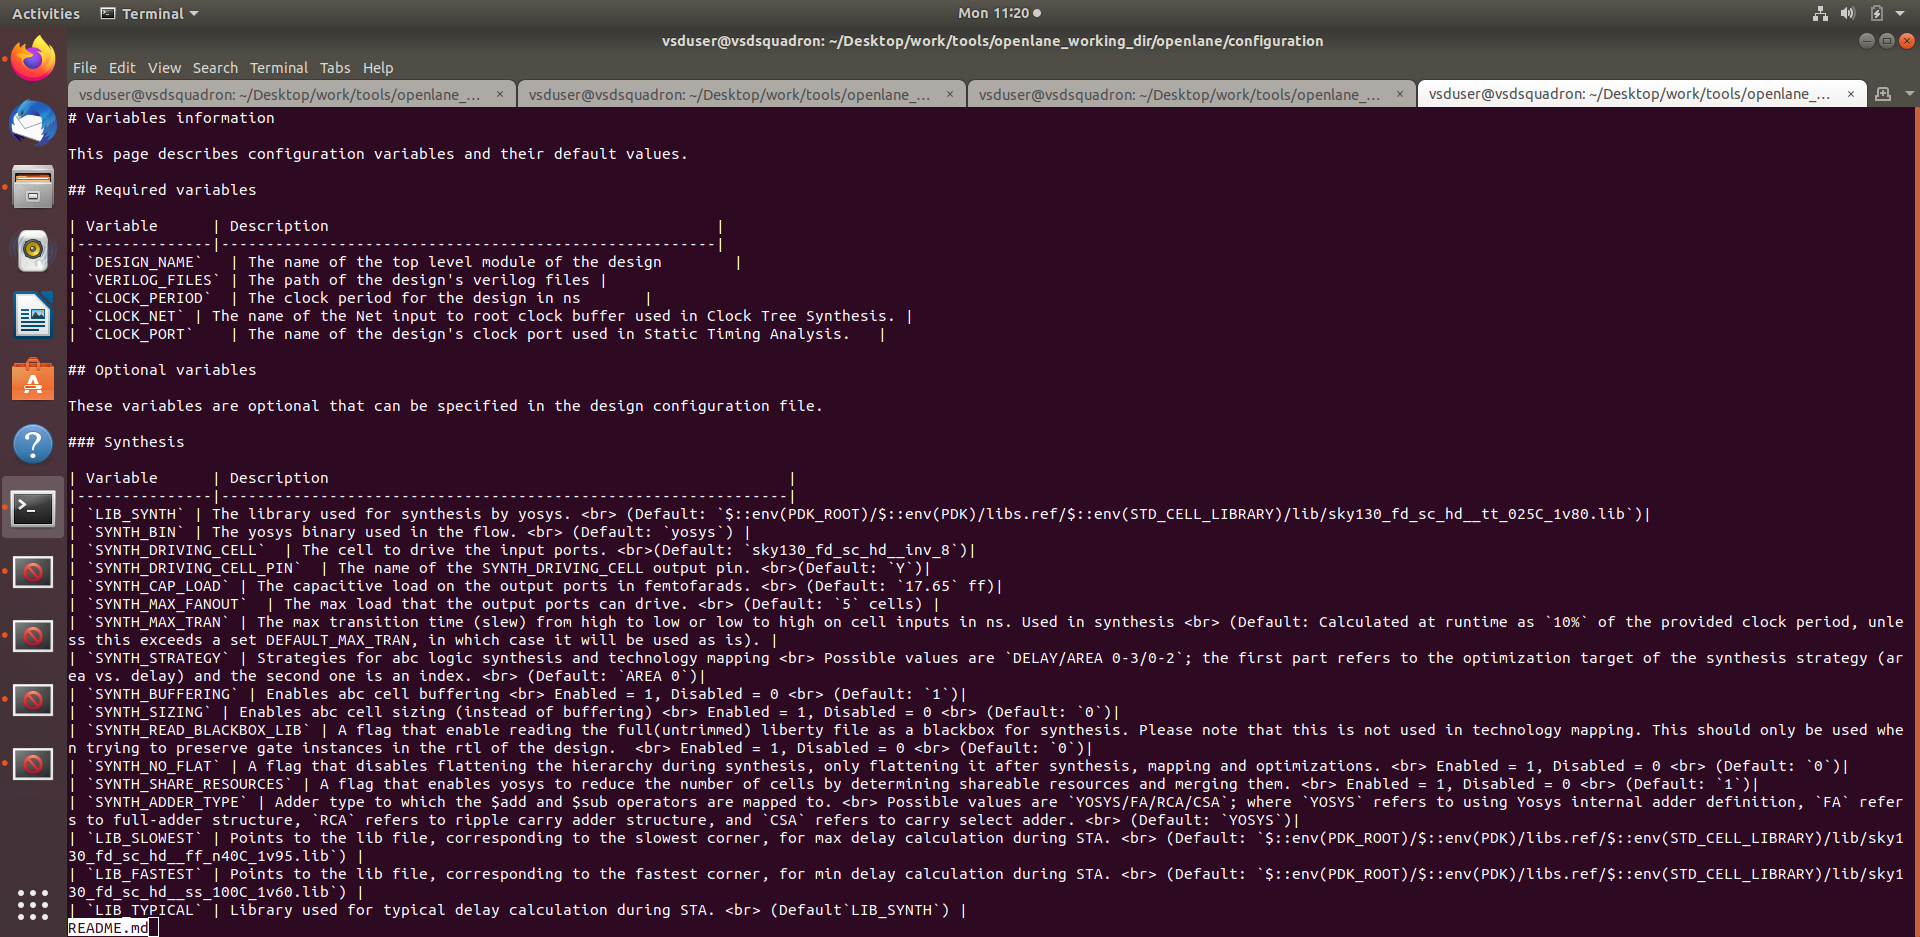 Activities
Terminal
Mon 11:20
vsduser@vsdsquadron: ~/Desktop/work/tools/openlane_working_dir/openlane/configuration
File Edit View Search Terminal Tabs Help
vsduser@vsdsquadron: ~/Desktop/work/tools/openlane_... ×
vsduser@vsdsquadron: ~/Desktop/work/tools/openlane_... ×
vsduser@vsdsquadron: ~/Desktop/work/tools/openlane_... ×
vsduser@vsdsquadron: ~/Desktop/work/tools/openlane_... ×
# Variables information
This page describes configuration variables and their default values.
## Required variables
| Variable      | Description                                           |
|---------------|-------------------------------------------------------|
| `DESIGN_NAME`   | The name of the top level module of the design        |
| `VERILOG_FILES` | The path of the design's verilog files |
| `CLOCK_PERIOD`  | The clock period for the design in ns       |
| `CLOCK_NET` | The name of the Net input to root clock buffer used in Clock Tree Synthesis. |
| `CLOCK_PORT`    | The name of the design's clock port used in Static Timing Analysis.   |
## Optional variables
These variables are optional that can be specified in the design configuration file.
### Synthesis
| Variable      | Description                                                   |
|---------------|---------------------------------------------------------------|
| `LIB_SYNTH` | The library used for synthesis by yosys. <br> (Default: `$::env(PDK_ROOT)/$::env(PDK)/libs.ref/$::env(STD_CELL_LIBRARY)/lib/sky130_fd_sc_hd__tt_025C_1v80.lib`)|
| `SYNTH_BIN` | The yosys binary used in the flow. <br> (Default: `yosys`) |
| `SYNTH_DRIVING_CELL`  | The cell to drive the input ports. <br>(Default: `sky130_fd_sc_hd__inv_8`)|
| `SYNTH_DRIVING_CELL_PIN`  | The name of the SYNTH_DRIVING_CELL output pin. <br>(Default: `Y`)|
| `SYNTH_CAP_LOAD` | The capacitive load on the output ports in femtofarads. <br> (Default: `17.65` ff)|
| `SYNTH_MAX_FANOUT`  | The max load that the output ports can drive. <br> (Default: `5` cells) |
| `SYNTH_MAX_TRAN` | The max transition time (slew) from high to low or low to high on cell inputs in ns. Used in synthesis <br> (Default: Calculated at runtime as `10%` of the provided clock period, unle
ss this exceeds a set DEFAULT_MAX_TRAN, in which case it will be used as is). |
| `SYNTH_STRATEGY` | Strategies for abc logic synthesis and technology mapping <br> Possible values are `DELAY/AREA 0-3/0-2`; the first part refers to the optimization target of the synthesis strategy (ar
ea vs. delay) and the second one is an index. <br> (Default: `AREA 0`)|
| `SYNTH_BUFFERING` | Enables abc cell buffering <br> Enabled = 1, Disabled = 0 <br> (Default: `1`)|
| `SYNTH_SIZING` | Enables abc cell sizing (instead of buffering) <br> Enabled = 1, Disabled = 0 <br> (Default: `0`)|
| `SYNTH_READ_BLACKBOX_LIB` | A flag that enable reading the full(untrimmed) liberty file as a blackbox for synthesis. Please note that this is not used in technology mapping. This should only be used whe
n trying to preserve gate instances in the rtl of the design.  <br> Enabled = 1, Disabled = 0 <br> (Default: `0`)|
| `SYNTH_NO_FLAT` | A flag that disables flattening the hierarchy during synthesis, only flattening it after synthesis, mapping and optimizations. <br> Enabled = 1, Disabled = 0 <br> (Default: `0`)|
| `SYNTH_SHARE_RESOURCES` | A flag that enables yosys to reduce the number of cells by determining shareable resources and merging them. <br> Enabled = 1, Disabled = 0 <br> (Default: `1`)|
| `SYNTH_ADDER_TYPE` | Adder type to which the $add and $sub operators are mapped to. <br> Possible values are `YOSYS/FA/RCA/CSA`; where `YOSYS` refers to using Yosys internal adder definition, `FA` refer
s to full-adder structure, `RCA` refers to ripple carry adder structure, and `CSA` refers to carry select adder. <br> (Default: `YOSYS`)|
| `LIB_SLOWEST` | Points to the lib file, corresponding to the slowest corner, for max delay calculation during STA. <br> (Default: `$::env(PDK_ROOT)/$::env(PDK)/libs.ref/$::env(STD_CELL_LIBRARY)/lib/sky1
30_fd_sc_hd__ff_n40C_1v95.lib`) |
| `LIB_FASTEST` | Points to the lib file, corresponding to the fastest corner, for min delay calculation during STA. <br> (Default: `$::env(PDK_ROOT)/$::env(PDK)/libs.ref/$::env(STD_CELL_LIBRARY)/lib/sky1
30_fd_sc_hd__ss_100C_1v60.lib`) |
| `LIB_TYPICAL` | Library used for typical delay calculation during STA. <br> (Default`LIB_SYNTH`) |
README.md